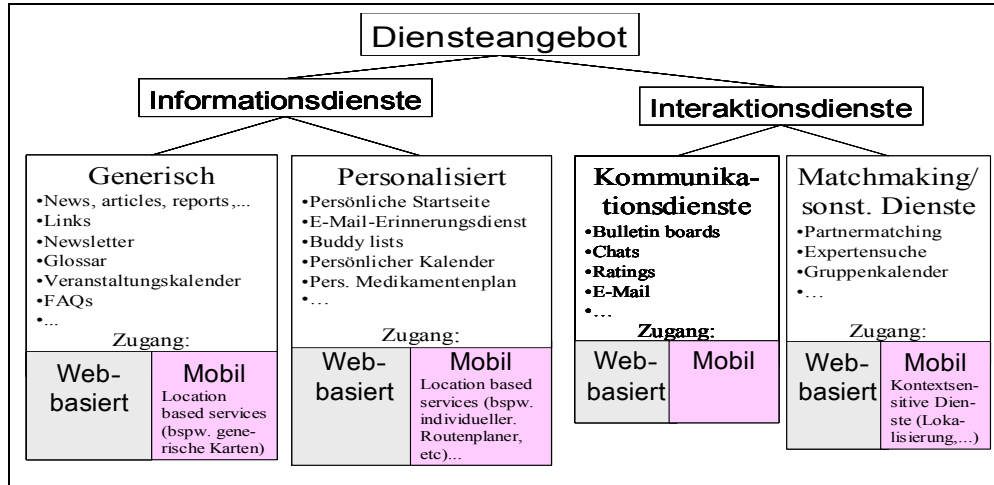 Diensteangebot
Informationsdienste
Interaktionsdienste
Generisch
•News, articles, reports,...
•Links
•Newsletter
•Glossar
•Veranstaltungskalender
•FAQs
•...
Zugang:
Web-
basiert
Mobil
Location
based services
(bspw. gene-
rische Karten)
Personalisiert
•Persönliche Startseite
•E-Mail-Erinnerungsdienst
•Buddy lists
•Persönlicher Kalender
•Pers. Medikamentenplan
•…
Zugang:
Web-
basiert
Mobil
Location based
services (bspw.
individueller.
Routenplaner,
etc)...
Kommunika-
tionsdienste
•Bulletin boards
•Chats
•Ratings
•E-Mail
•…
Zugang:
Web-
basiert
Mobil
Matchmaking/
sonst. Dienste
•Partnermatching
•Expertensuche
•Gruppenkalender
•…
Zugang:
Web-
basiert
Mobil
Kontextsen-
sitive Dien-
ste (Loka-
lisierung,...)